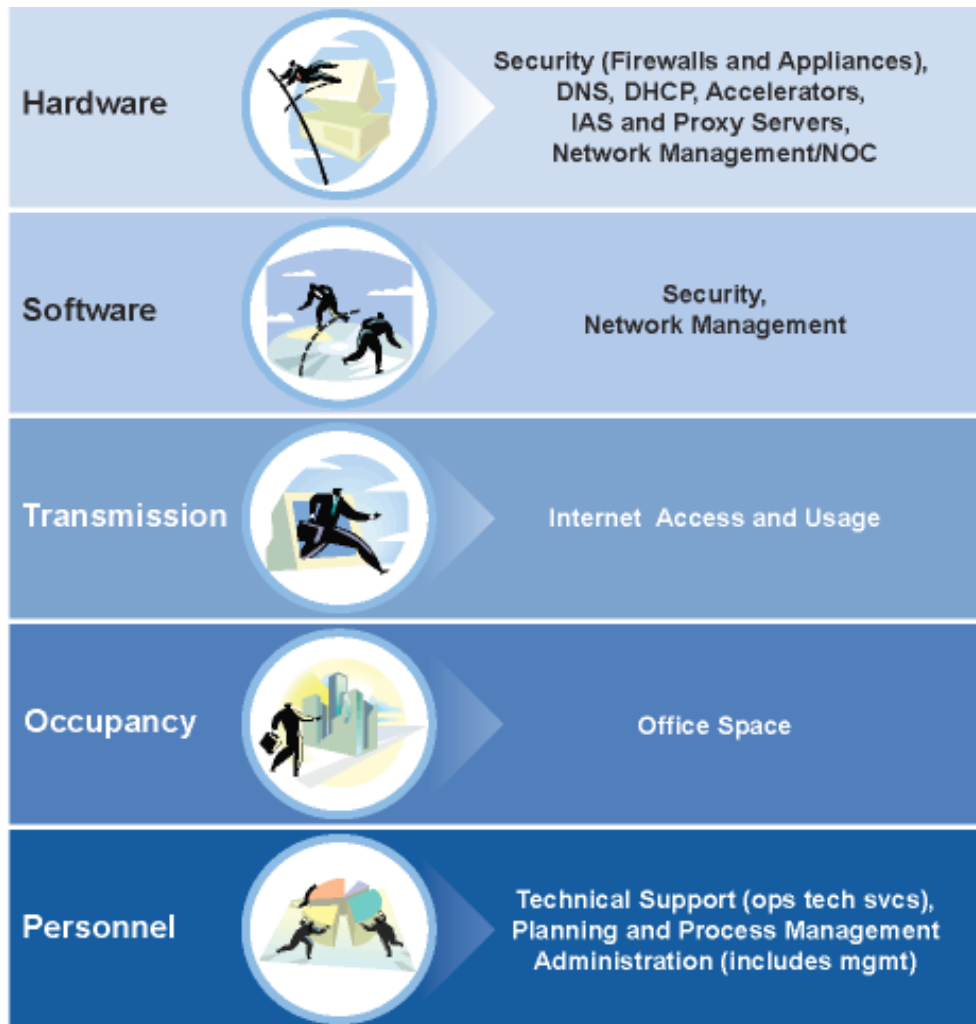 Hardware
Security (Firewalls and Appliances),
DNS, DHCP, Accelerators,
IAS and Proxy Servers,
Network Management/NOC
Software
Security,
Network Management
Transmission
Internet Access and Usage
Occupancy
Office Space
Personnel
Technical Support (ops tech svcs),
Planning and Process Management
Administration (includes mgmt)